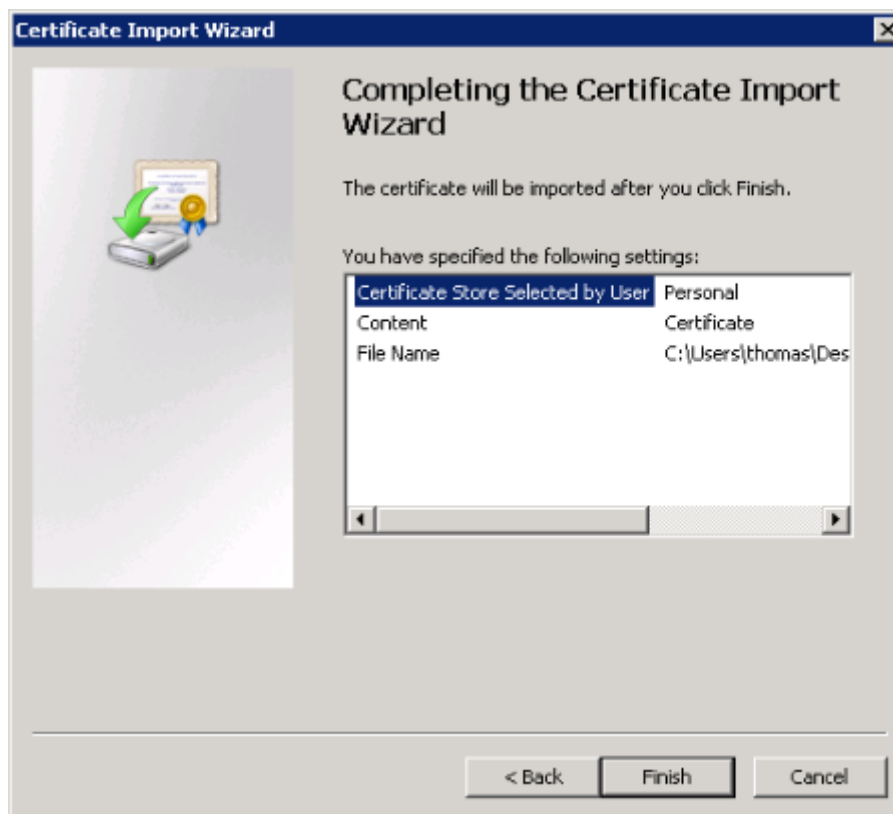 Certificate Import Wizard
Completing the Certificate Import
Wizard
The certificate will be imported after you click Finish.
You have specified the following settings:
Certificate Store Selected by User Personal
Content Certificate
File Name C:\Users\thomas\Des
< Back Finish Cancel